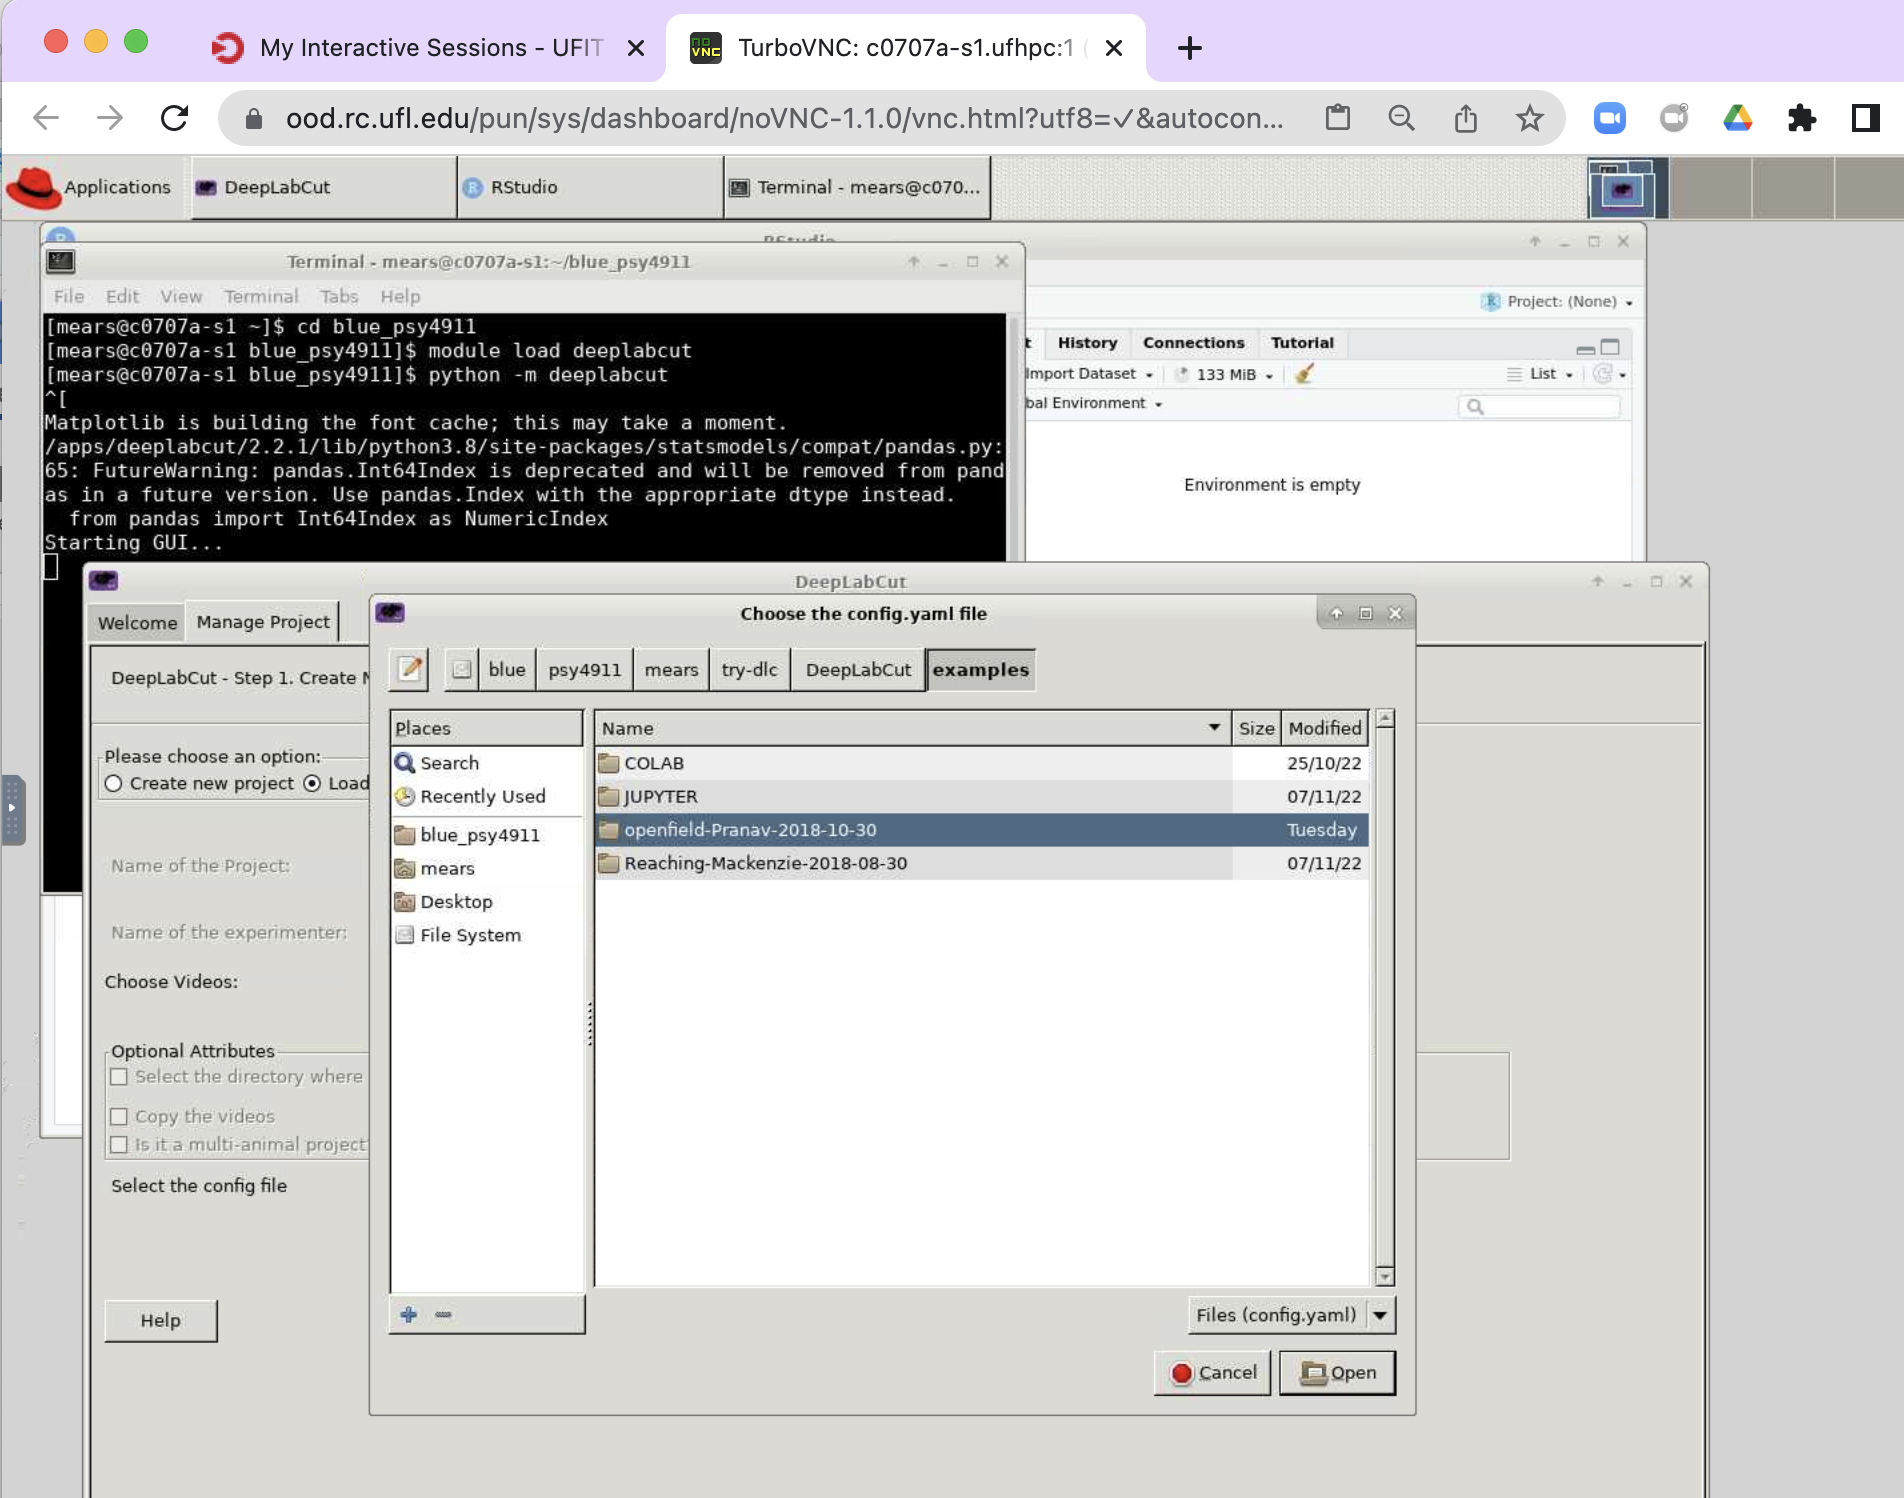 My Interactive Sessions - UFIT
TurboVNC: c0707a-s1.ufhpc:1 (
ood.rc.ufl.edu/pun/sys/dashboard/noVNC-1.1.0/vnc.html?utf8=✓&autocon...
Applications
DeepLabCut
RStudio
Terminal - mears@c070...
RStudio
Terminal - mears@c0707a-s1:~/blue_psy4911
File Edit View Terminal Tabs Help
Project: (None)
[mears@c0707a-s1 ~]$ cd blue_psy4911
[mears@c0707a-s1 blue_psy4911]$ module load deeplabcut
[mears@c0707a-s1 blue_psy4911]$ python -m deeplabcut
^[
Matplotlib is building the font cache; this may take a moment.
/apps/deeplabcut/2.2.1/lib/python3.8/site-packages/statsmodels/compat/pandas.py:
65: FutureWarning: pandas.Int64Index is deprecated and will be removed from pand
as in a future version. Use pandas.Index with the appropriate dtype instead.
from pandas import Int64Index as NumericIndex
Starting GUI...
t History Connections Tutorial
Import Dataset 133 MiB List
bal Environment
Environment is empty
DeepLabCut
Welcome Manage Project
DeepLabCut - Step 1. Create
Please choose an option:
Create new project Load
Name of the Project:
Name of the experimenter:
Choose Videos:
Optional Attributes
Select the directory where
Copy the videos
Is it a multi-animal project?
Select the config file
Help
Choose the config.yaml file
blue psy4911 mears try-dlc DeepLabCut examples
Places
Search
Recently Used
blue_psy4911
mears
Desktop
File System
Name Size Modified
COLAB 25/10/22
JUPYTER 07/11/22
openfield-Pranav-2018-10-30 Tuesday
Reaching-Mackenzie-2018-08-30 07/11/22
Files (config.yaml)
Cancel Open